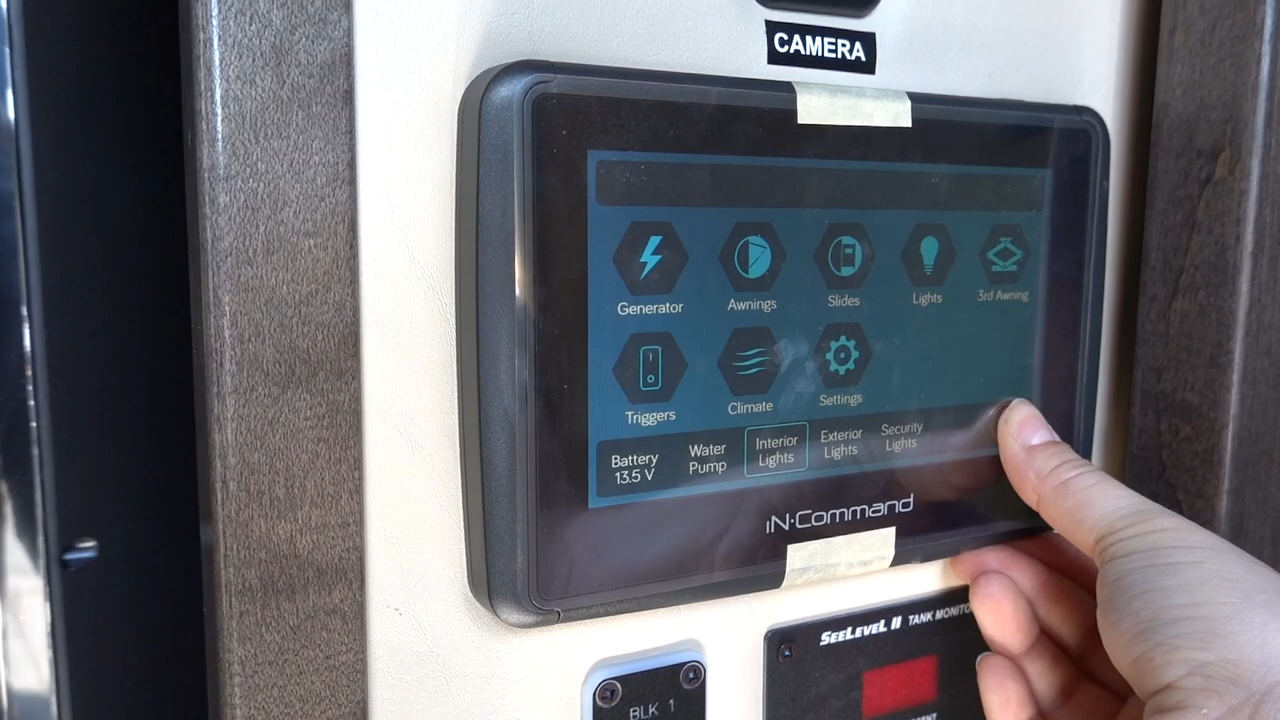 CAMERA
Generator
Awnings
Slides
Lights
3rd Awning
Triggers
Climate
Settings
Battery
13.5 V
Water
Pump
Interior
Lights
Exterior
Lights
Security
Lights
iN·Command
SEELEVEL II TANK
BLK 1